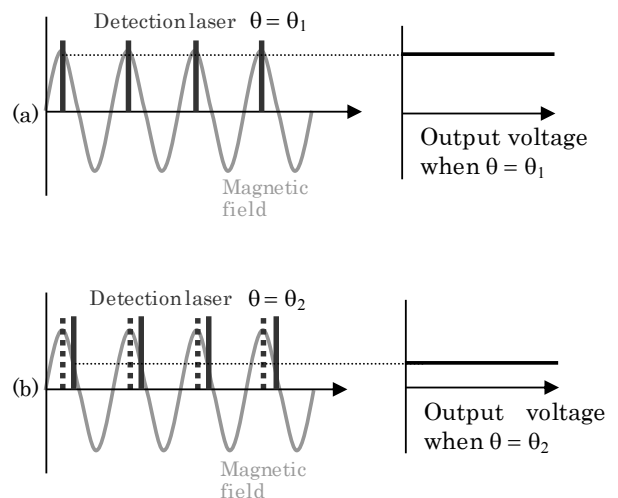 Detection laser θ = θ1
(a)
Magnetic
field
Output voltage
when θ = θ1
Detection laser θ = θ2
(b)
Magnetic
field
Output voltage
when θ = θ2